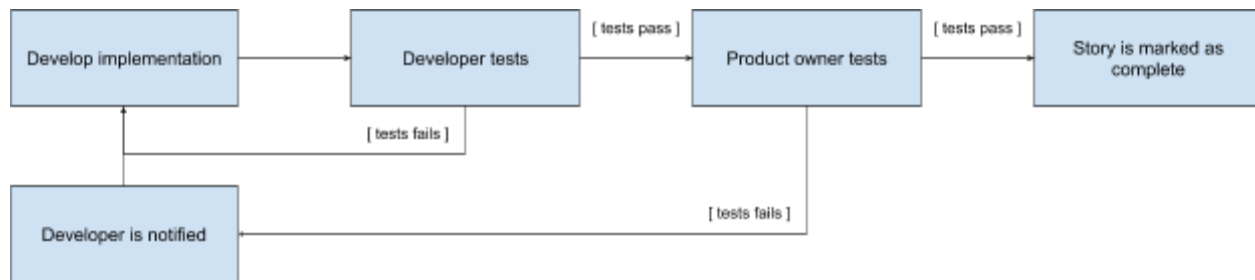 Develop implementation
Developer tests
[ tests pass ]
Product owner tests
[ tests pass ]
Story is marked as
complete
[ tests fails ]
[ tests fails ]
Developer is notified